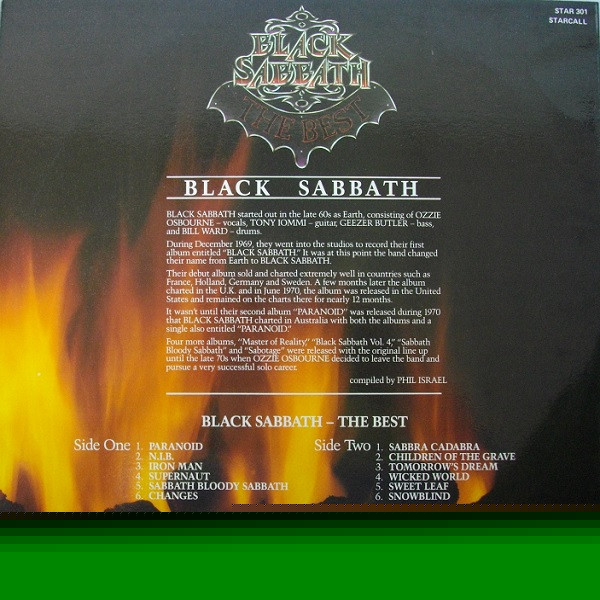 STAR 301
STARCALL
BLACK
SABBATH
THE BEST
BLACK SABBATH
BLACK SABBATH started out in the late 60s as Earth, consisting of OZZIE
OSBOURNE – vocals, TONY IOMMI – guitar, GEEZER BUTLER – bass,
and BILL WARD – drums.
During December 1969, they went into the studios to record their first
album entitled "BLACK SABBATH." It was at this point the band changed
their name from Earth to BLACK SABBATH.
Their debut album sold and charted extremely well in countries such as
France, Holland, Germany and Sweden. A few months later the album
charted in the U.K. and in June 1970, the album was released in the United
States and remained on the charts there for nearly 12 months.
It wasn't until their second album "PARANOID" was released during 1970
that BLACK SABBATH charted in Australia with both the albums and a
single also entitled "PARANOID."
Four more albums, "Master of Reality," "Black Sabbath Vol. 4," "Sabbath
Bloody Sabbath" and "Sabotage" were released with the original line up
until the late 70s when OZZIE OSBOURNE decided to leave the band and
pursue a very successful solo career.
compiled by PHIL ISRAEL
BLACK SABBATH – THE BEST
Side One 1. PARANOID
2. N.I.B.
3. IRON MAN
4. SUPERNAUT
5. SABBATH BLOODY SABBATH
6. CHANGES
Side Two 1. SABBRA CADABRA
2. CHILDREN OF THE GRAVE
3. TOMORROW'S DREAM
4. WICKED WORLD
5. SWEET LEAF
6. SNOWBLIND